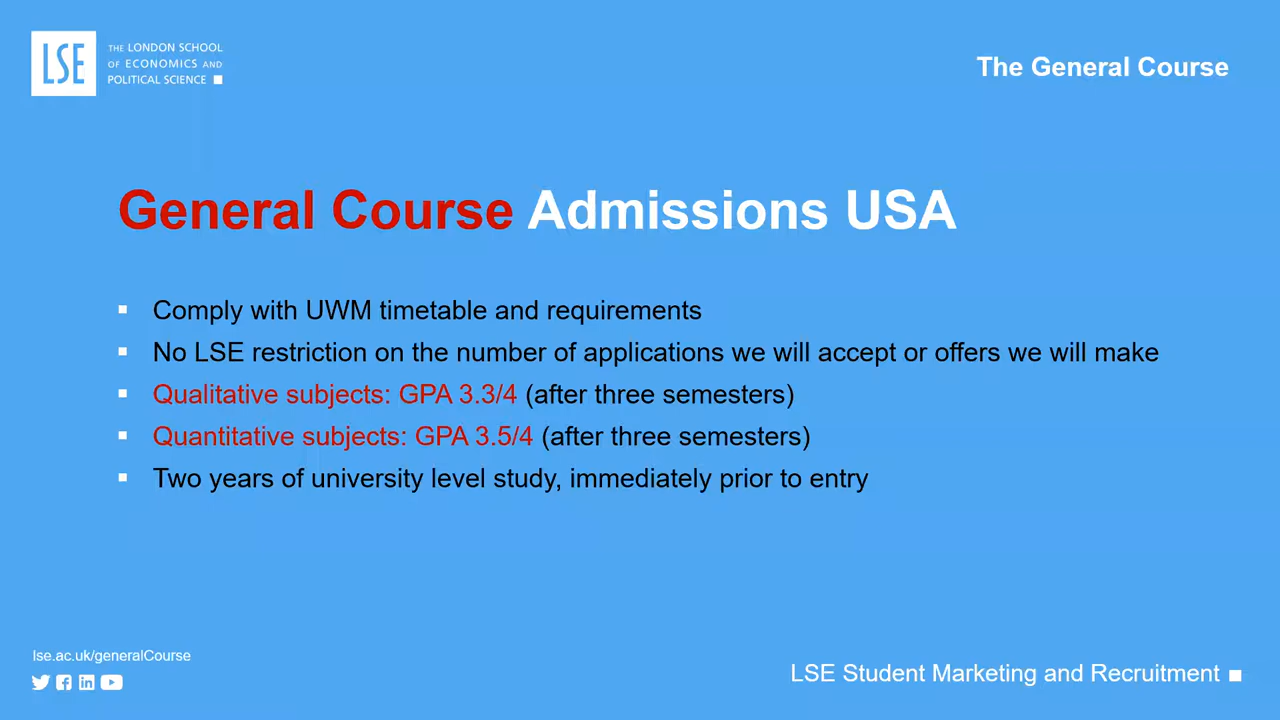 LSE
THE LONDON SCHOOL
OF ECONOMICS AND
POLITICAL SCIENCE
The General Course
General Course Admissions USA
Comply with UWM timetable and requirements
No LSE restriction on the number of applications we will accept or offers we will make
Qualitative subjects: GPA 3.3/4 (after three semesters)
Quantitative subjects: GPA 3.5/4 (after three semesters)
Two years of university level study, immediately prior to entry
lse.ac.uk/generalCourse
LSE Student Marketing and Recruitment